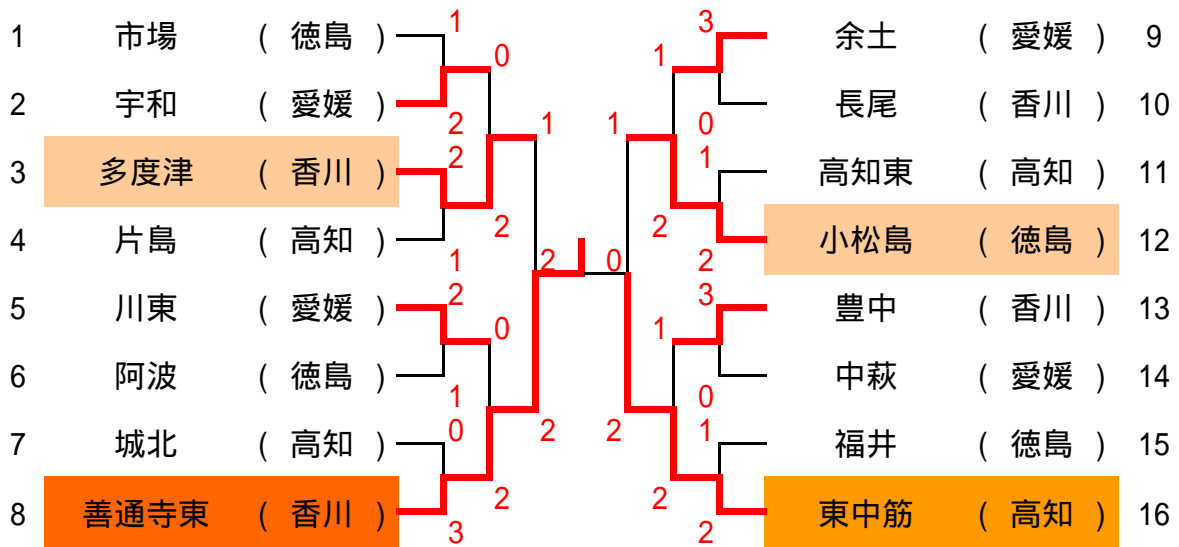 1 市場 ( 徳島 ) 1 3 余土 ( 愛媛 ) 9
0 1
2 宇和 ( 愛媛 ) 2 0 長尾 ( 香川 ) 10
1 1
3 多度津 ( 香川 ) 2 1 高知東 ( 高知 ) 11
2 2
4 片島 ( 高知 ) 1 2 小松島 ( 徳島 ) 12
2 0
5 川東 ( 愛媛 ) 2 3 豊中 ( 香川 ) 13
0 1
6 阿波 ( 徳島 ) 1 0 中萩 ( 愛媛 ) 14
2 2
7 城北 ( 高知 ) 0 1 福井 ( 徳島 ) 15
2 2
8 善通寺東 ( 香川 ) 3 2 東中筋 ( 高知 ) 16